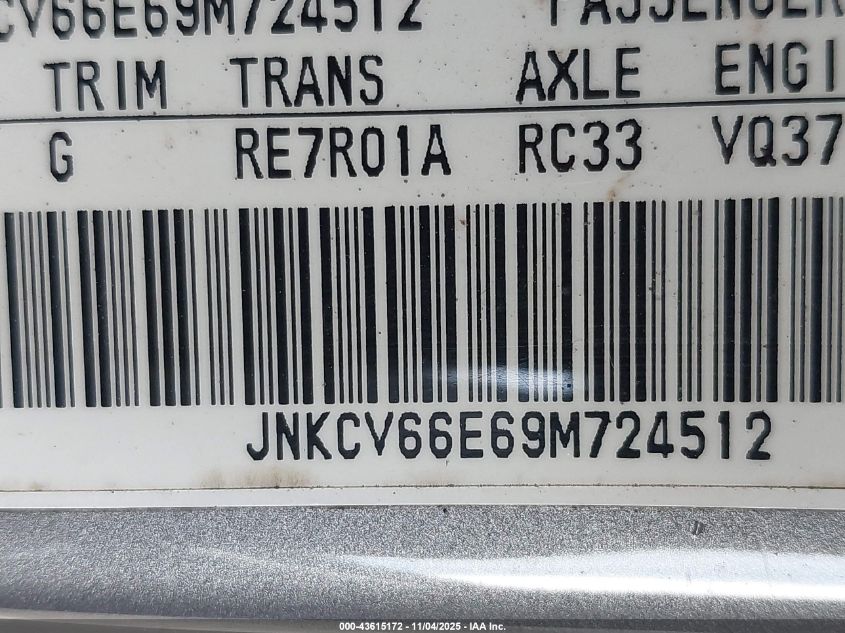 CV66E69M724512 PASSENGER
TRIM TRANS AXLE ENGI
G RE7R01A RC33 VQ37
JNKCV66E69M724512
000-43615172 - 11/04/2025 - IAA Inc.